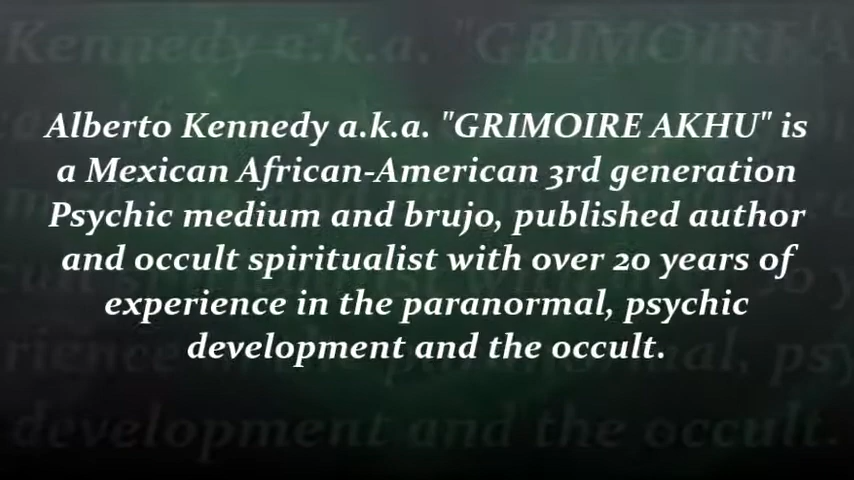 Alberto Kennedy a.k.a. "GRIMOIRE AKHU" is
a Mexican African-American 3rd generation
Psychic medium and brujo, published author
and occult spiritualist with over 20 years of
experience in the paranormal, psychic
development and the occult.